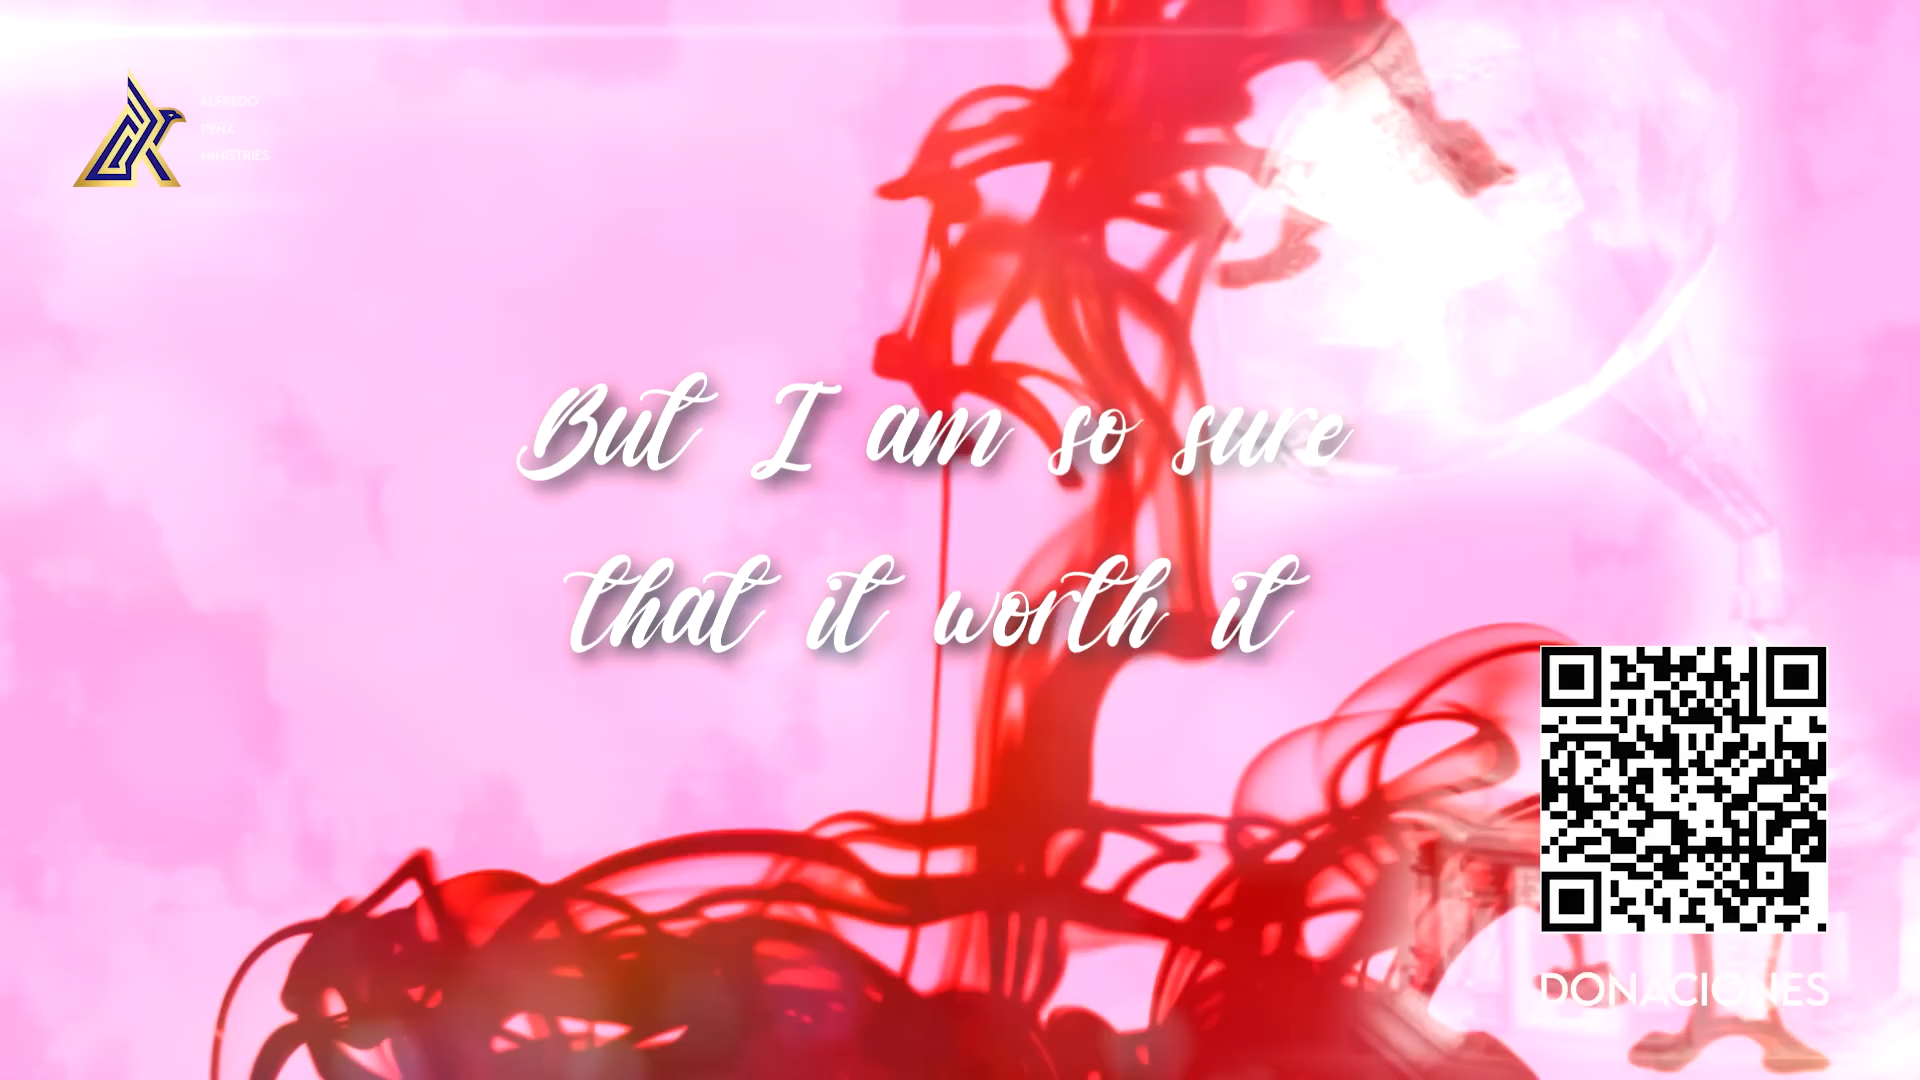 ALFREDO
PEÑA
MINISTRIES
But I am so sure
that it worth it
DONACIONES